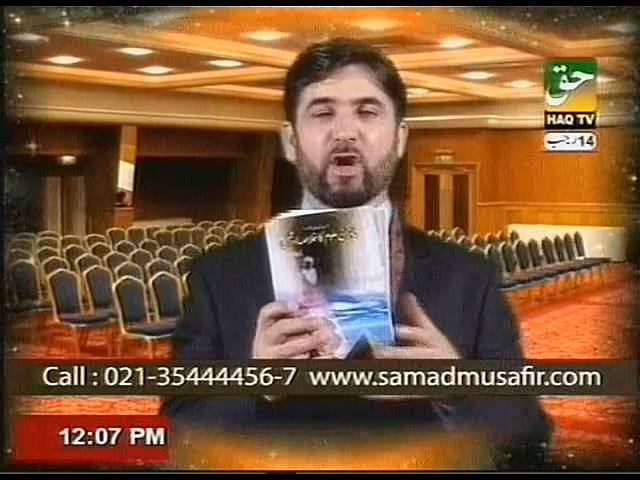 حق
HAQ TV
14 رجب
Call : 021-35444456-7 www.samadmusafir.com
12:07 PM